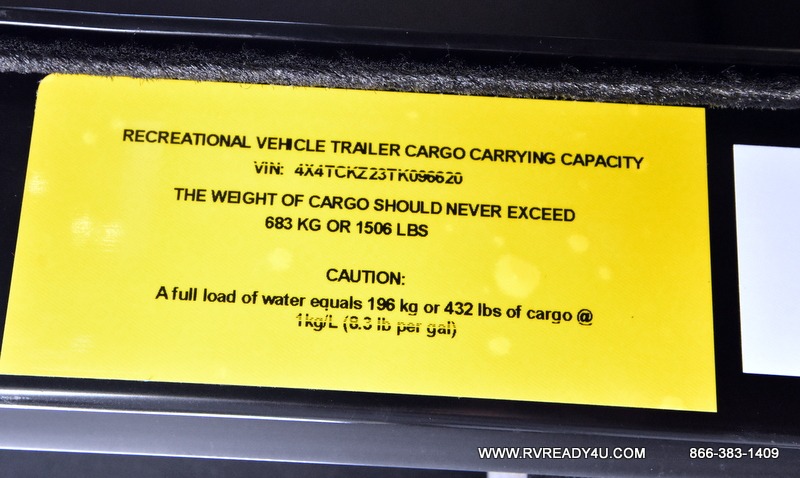 RECREATIONAL VEHICLE TRAILER CARGO CARRYING CAPACITY
VIN: 4X4TCKZ23TK096620
THE WEIGHT OF CARGO SHOULD NEVER EXCEED
683 KG OR 1506 LBS
CAUTION:
A full load of water equals 196 kg or 432 lbs of cargo @
1kg/L (8.3 lb per gal)
WWW.RVREADY4U.COM 866-383-1409